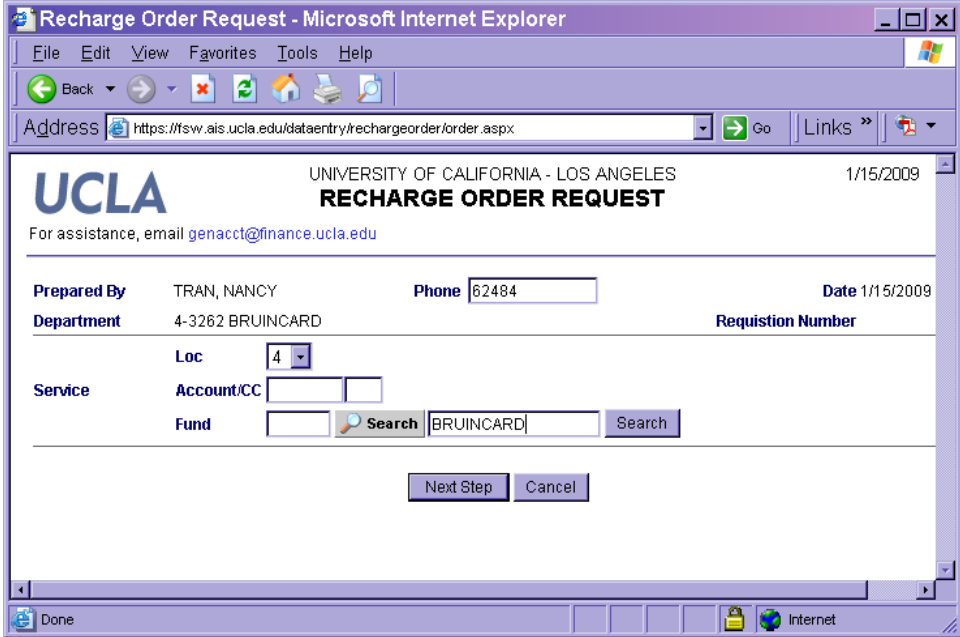 Recharge Order Request - Microsoft Internet Explorer
File Edit View Favorites Tools Help
Back
Address https://fsw.ais.ucla.edu/dataentry/rechargeorder/order.aspx Go Links »
UCLA
UNIVERSITY OF CALIFORNIA - LOS ANGELES 1/15/2009
RECHARGE ORDER REQUEST
For assistance, email genacct@finance.ucla.edu
Prepared By TRAN, NANCY Phone 62484 Date 1/15/2009
Department 4-3262 BRUINCARD Requistion Number
Loc 4
Service Account/CC
Fund Search BRUINCARD Search
Next Step Cancel
Done Internet